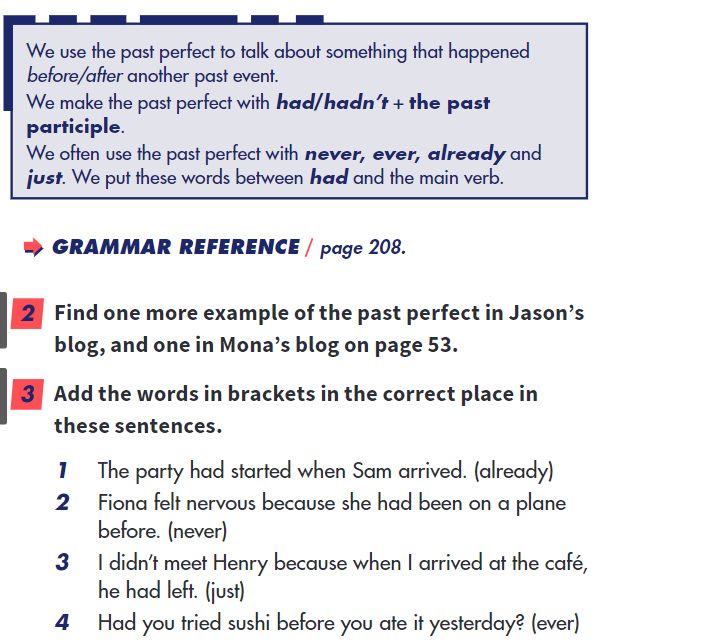 We use the past perfect to talk about something that happened
before/after another past event.
We make the past perfect with had/hadn't + the past
participle.
We often use the past perfect with never, ever, already and
just. We put these words between had and the main verb.
GRAMMAR REFERENCE / page 208.
2 Find one more example of the past perfect in Jason's
blog, and one in Mona's blog on page 53.
3 Add the words in brackets in the correct place in
these sentences.
1 The party had started when Sam arrived. (already)
2 Fiona felt nervous because she had been on a plane
before. (never)
3 I didn't meet Henry because when I arrived at the café,
he had left. (just)
4 Had you tried sushi before you ate it yesterday? (ever)